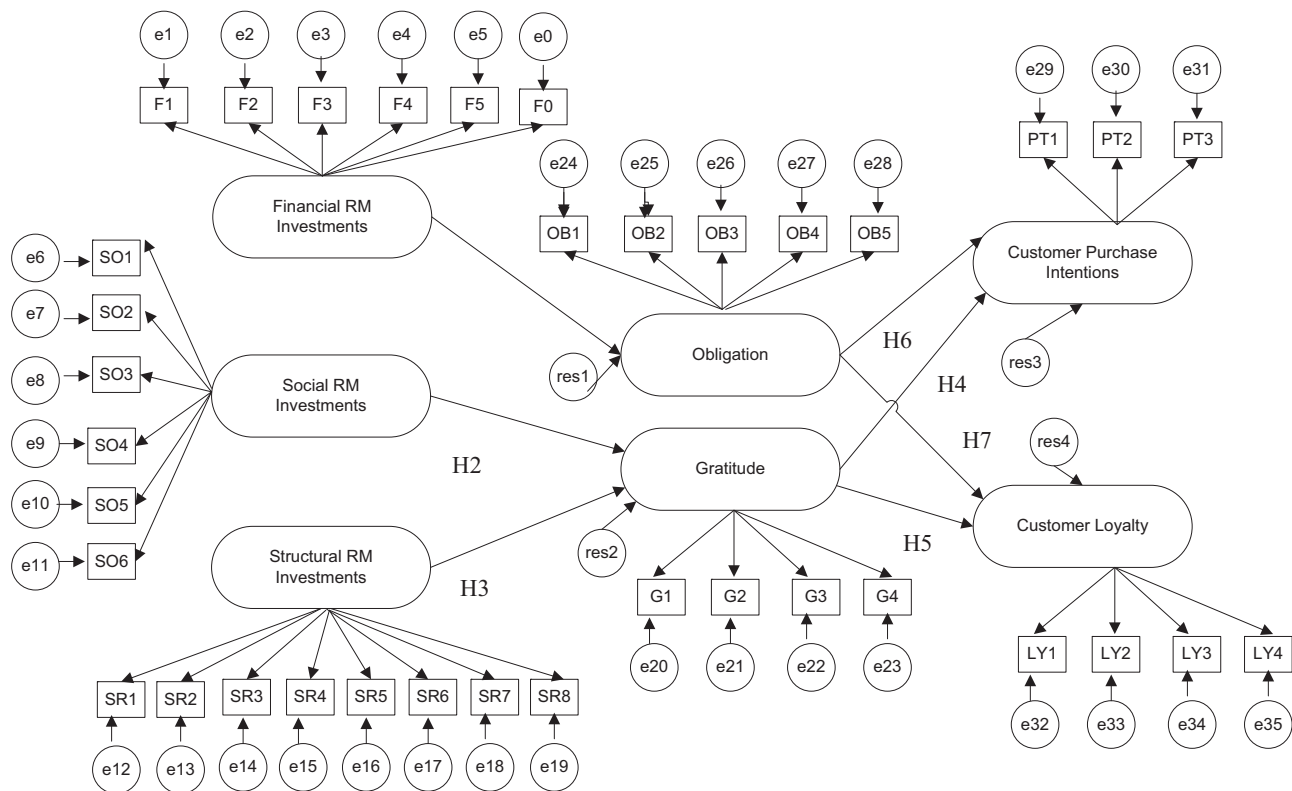 e1
e2
e3
e4
e5
e0
F1
F2
F3
F4
F5
F0
e29
e30
e31
PT1
PT2
PT3
e24
e25
e26
e27
e28
OB1
OB2
OB3
OB4
OB5
Financial RM
Investments
Customer Purchase
Intentions
e6
SO1
e7
SO2
e8
SO3
e9
SO4
e10
SO5
e11
SO6
Social RM
Investments
Obligation
res1
H6
res3
H4
H2
Gratitude
H7
res4
Structural RM
Investments
res2
H3
H5
Customer Loyalty
G1
G2
G3
G4
e20
e21
e22
e23
LY1
LY2
LY3
LY4
e32
e33
e34
e35
SR1
SR2
SR3
SR4
SR5
SR6
SR7
SR8
e12
e13
e14
e15
e16
e17
e18
e19